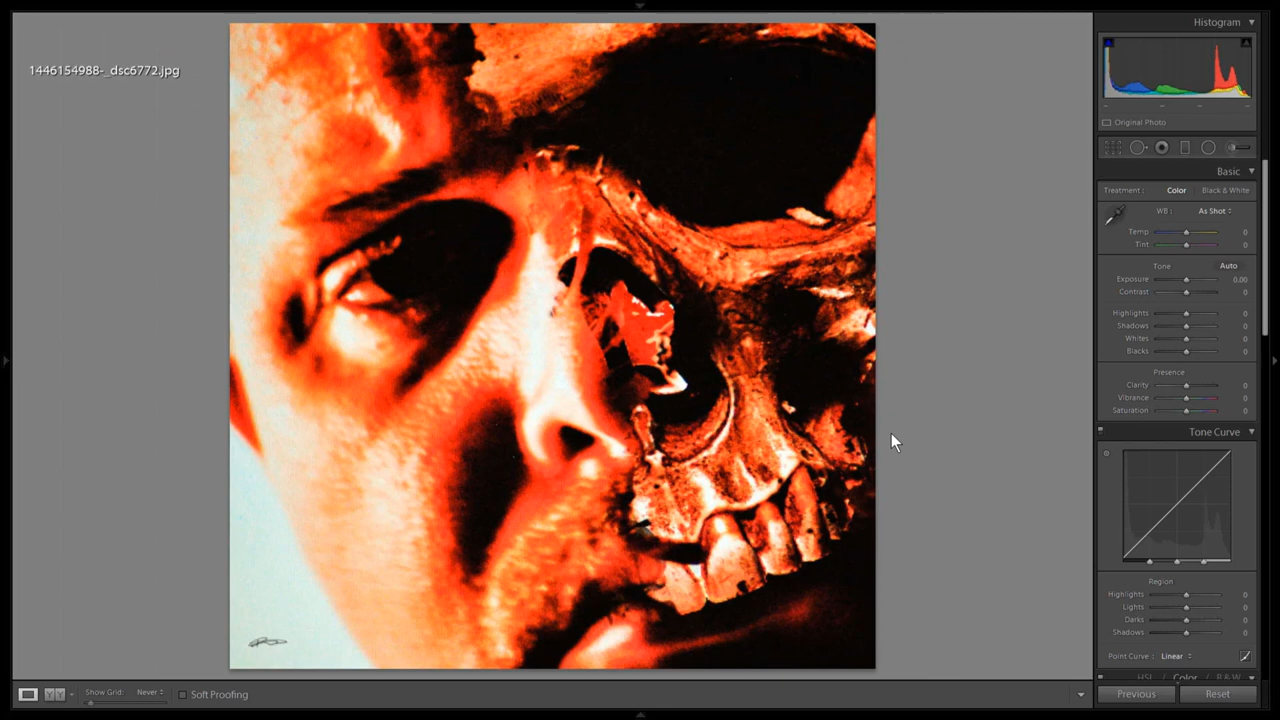 Histogram
1446154988-_dsc6772.jpg
Original Photo
Basic
Treatment : Color Black & White
WB : As Shot
Temp 0
Tint 0
Tone Auto
Exposure 0,00
Contrast 0
Highlights 0
Shadows 0
Whites 0
Blacks 0
Presence
Clarity 0
Vibrance 0
Saturation 0
Tone Curve
Region
Highlights 0
Lights 0
Darks 0
Shadows 0
Point Curve : Linear
HSL / Color / B & W
Show Grid: Never Soft Proofing Previous Reset